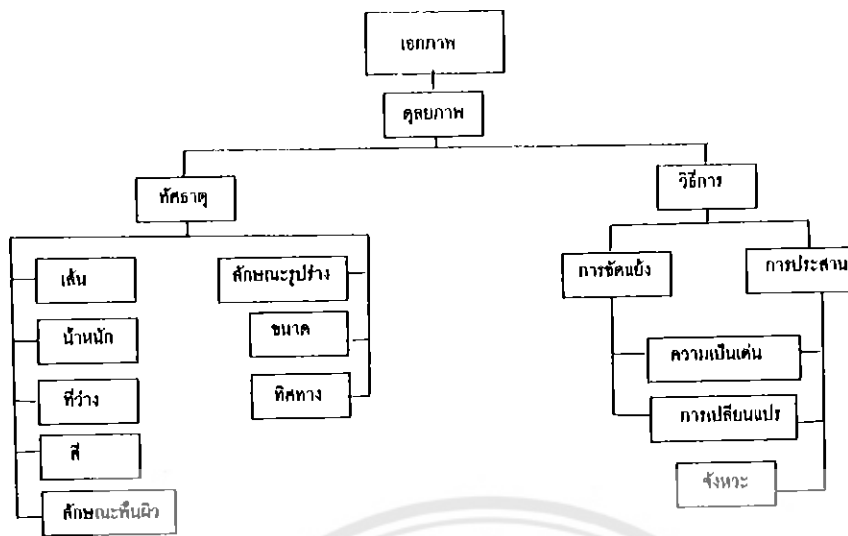 เอกภาพ
ดุลยภาพ
ทัศธาตุ
วิธีการ
เส้น
ลักษณะรูปร่าง
น้ำหนัก
ขนาด
ที่ว่าง
ทิศทาง
สี
ลักษณะพื้นผิว
การขัดแย้ง
การประสาน
ความเป็นเด่น
การเปลี่ยนแปร
จังหวะ